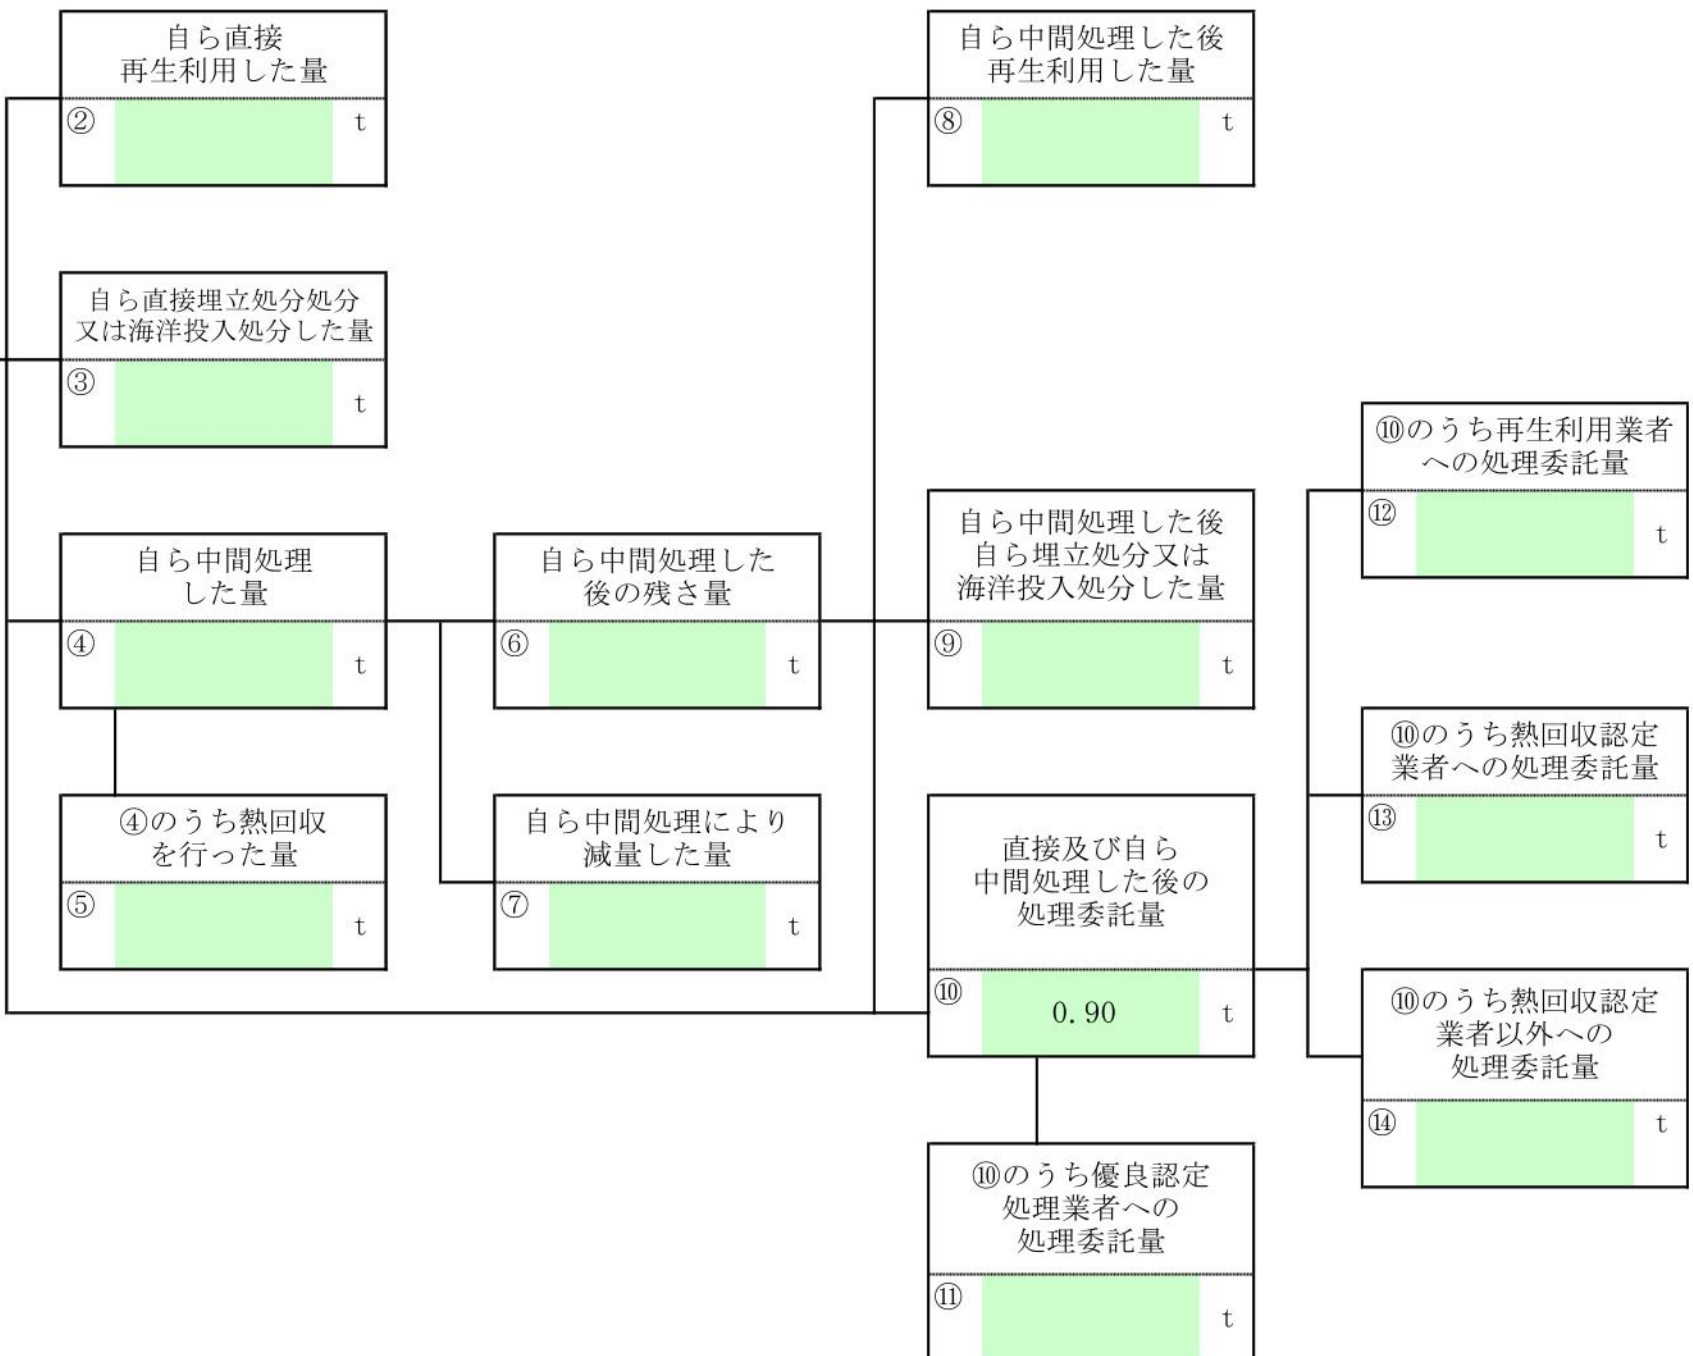 自ら直接
再生利用した量
②
t
自ら中間処理した後
再生利用した量
⑧
t
自ら直接埋立処分処分
又は海洋投入処分した量
③
t
⑩のうち再生利用業者
への処理委託量
⑫
t
自ら中間処理
した量
④
t
自ら中間処理した
後の残さ量
⑥
t
自ら中間処理した後
自ら埋立処分又は
海洋投入処分した量
⑨
t
⑩のうち熱回収認定
業者への処理委託量
⑬
t
④のうち熱回収
を行った量
⑤
t
自ら中間処理により
減量した量
⑦
t
直接及び自ら
中間処理した後の
処理委託量
⑩ 0.90 t
⑩のうち熱回収認定
業者以外への
処理委託量
⑭
t
⑩のうち優良認定
処理業者への
処理委託量
⑪
t